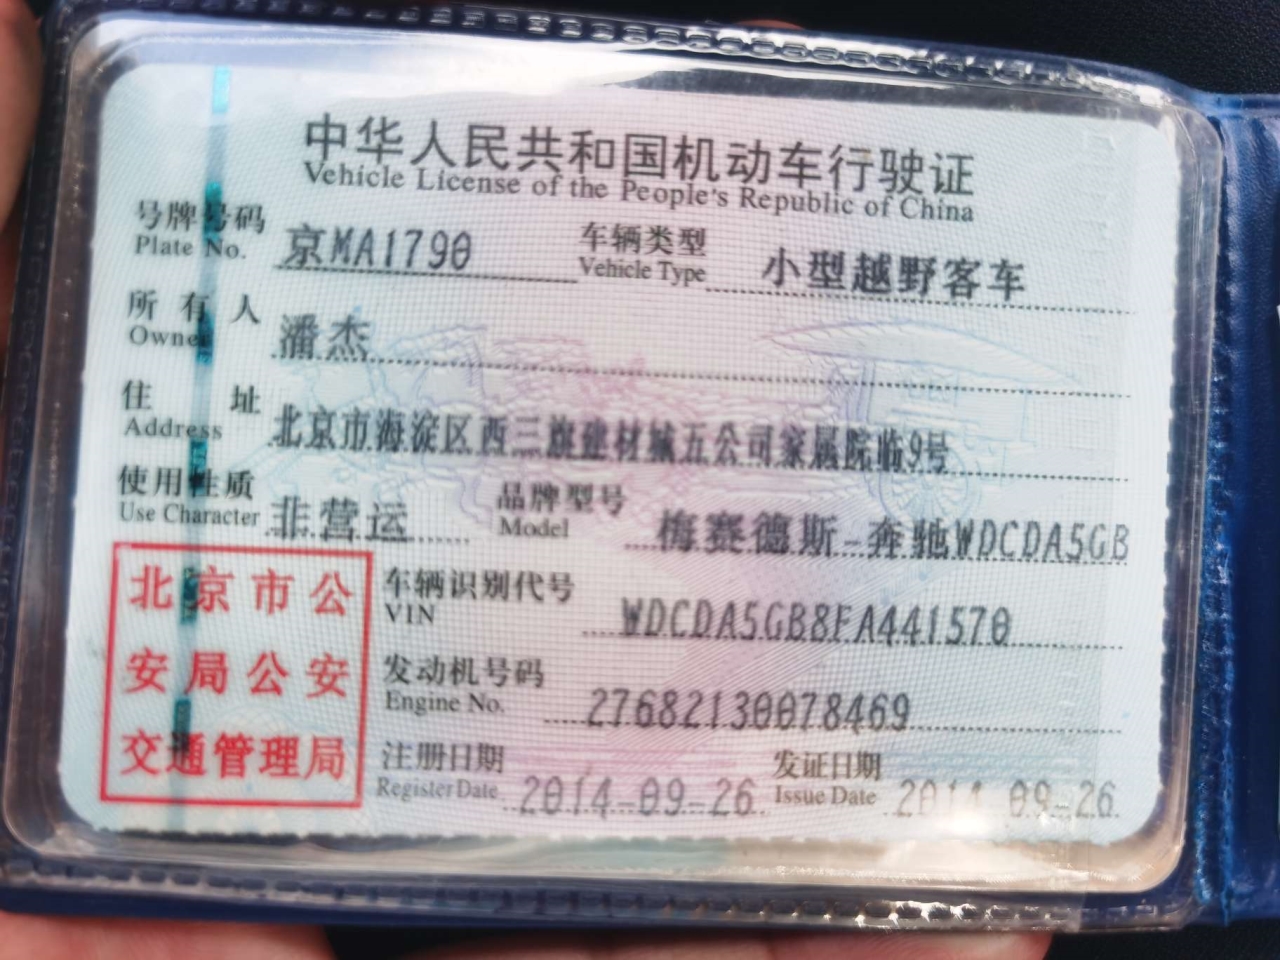 中华人民共和国机动车行驶证
Vehicle License of the People's Republic of China
号牌号码 京MA1790 车辆类型 小型越野客车
Plate No. Vehicle Type
所有人 潘杰
Owner
住址 北京市海淀区西三旗建材城五公司家属院临9号
Address
使用性质 非营运 品牌型号 梅赛德斯-奔驰WDCDA5GB
Use Character Model
北京市公
安局公安
交通管理局
车辆识别代号 WDCDA5GB8FA441570
VIN
发动机号码 27682130078469
Engine No.
注册日期 2014-09-26 发证日期 2014-09-26
Register Date Issue Date